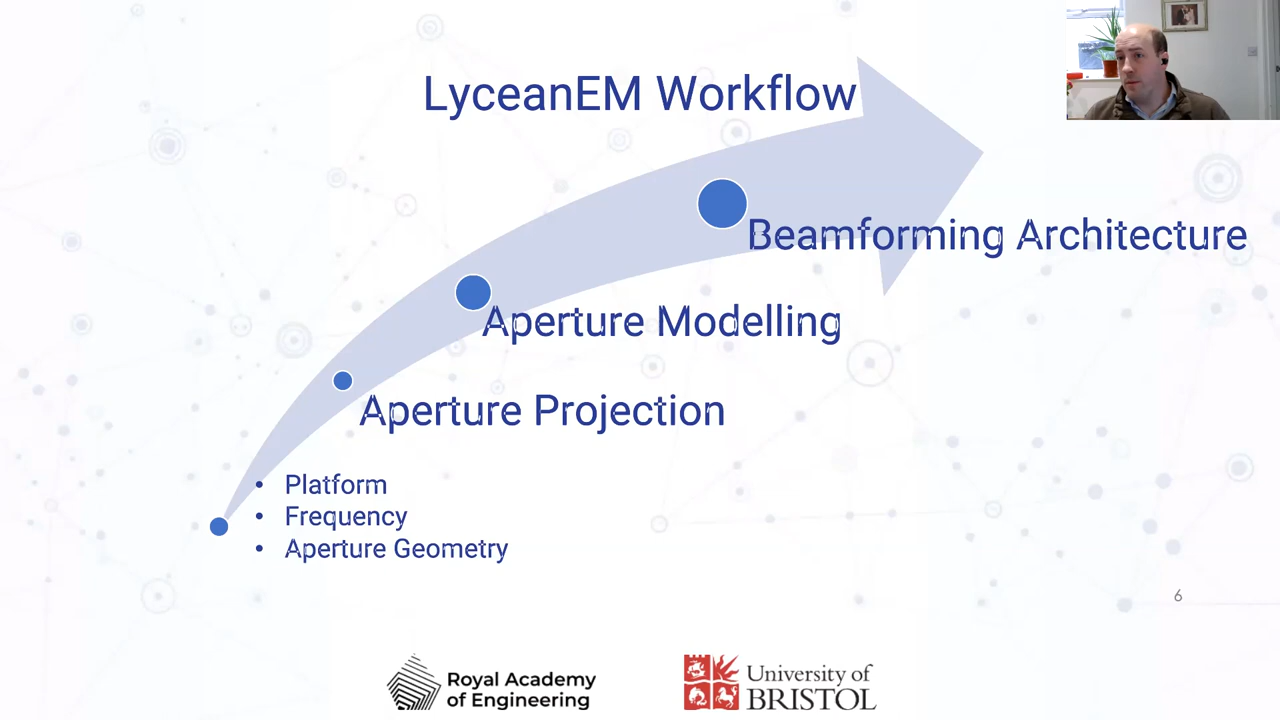 LyceanEM Workflow
Beamforming Architecture
Aperture Modelling
Aperture Projection
• Platform
• Frequency
• Aperture Geometry
6
Royal Academy
of Engineering
University of
BRISTOL